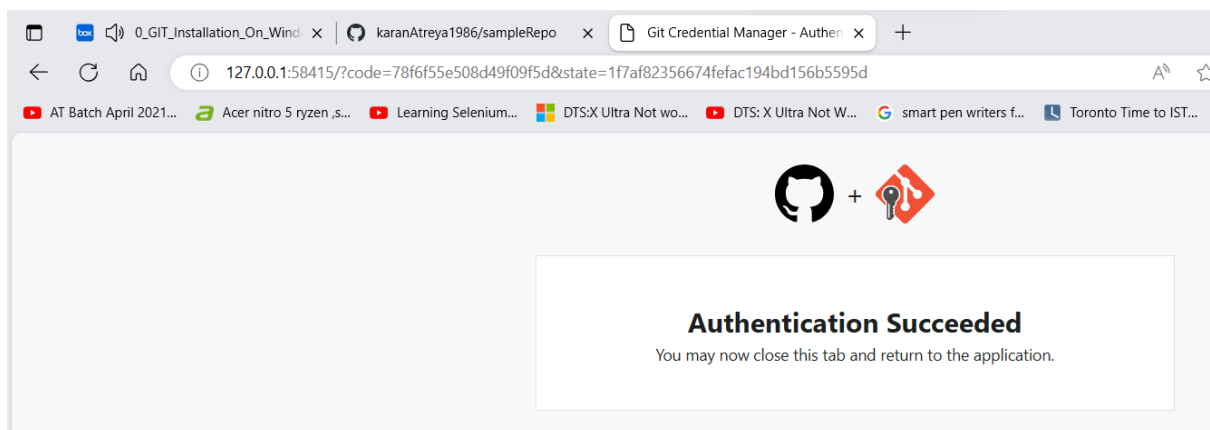 0_GIT_Installation_On_Wind
karanAtreya1986/sampleRepo
Git Credential Manager - Authen
127.0.0.1:58415/?code=78f6f55e508d49f09f5d&state=1f7af82356674fefac194bd156b5595d
AT Batch April 2021...
Acer nitro 5 ryzen ,s...
Learning Selenium...
DTS:X Ultra Not wo...
DTS: X Ultra Not W...
smart pen writers f...
Toronto Time to IST...
+
Authentication Succeeded
You may now close this tab and return to the application.